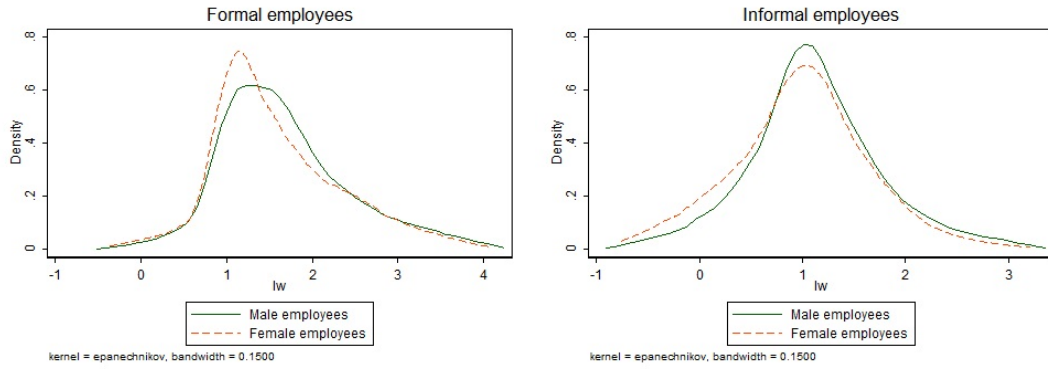 Formal employees
Density
0 .2 .4 .6 .8
-1 0 1 2 3 4
lw
Male employees
Female employees
kernel = epanechnikov, bandwidth = 0.1500
Informal employees
Density
0 .2 .4 .6 .8
-1 0 1 2 3
lw
Male employees
Female employees
kernel = epanechnikov, bandwidth = 0.1500